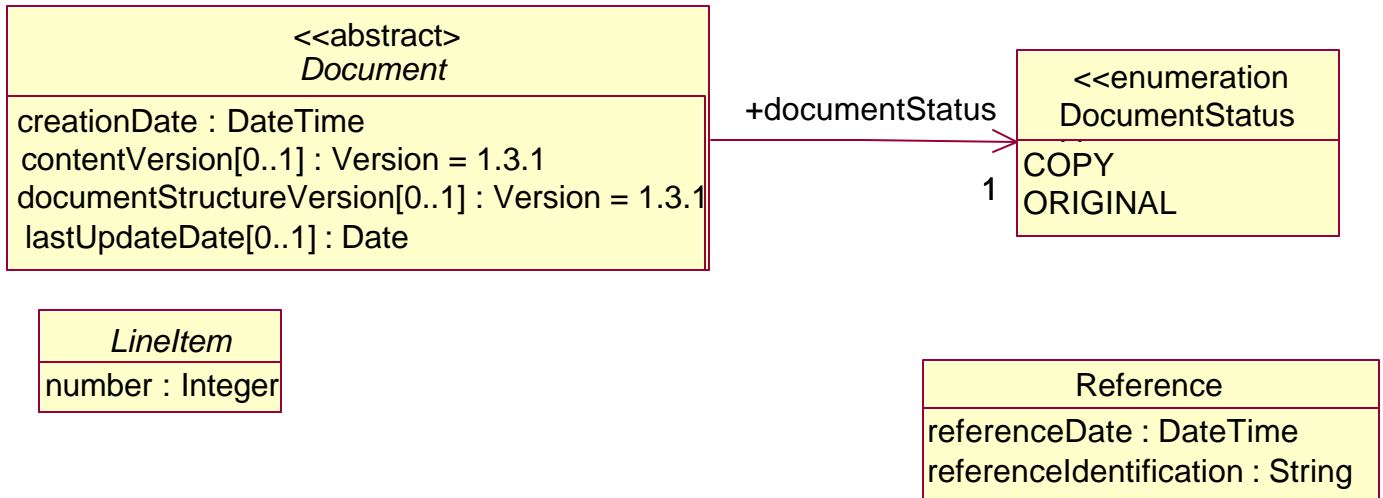 <<abstract>
Document
creationDate : DateTime
contentVersion[0..1] : Version = 1.3.1
documentStructureVersion[0..1] : Version = 1.3.1
lastUpdateDate[0..1] : Date
+documentStatus
1
<<enumeration
DocumentStatus
COPY
ORIGINAL
LineItem
number : Integer
Reference
referenceDate : DateTime
referenceIdentification : String